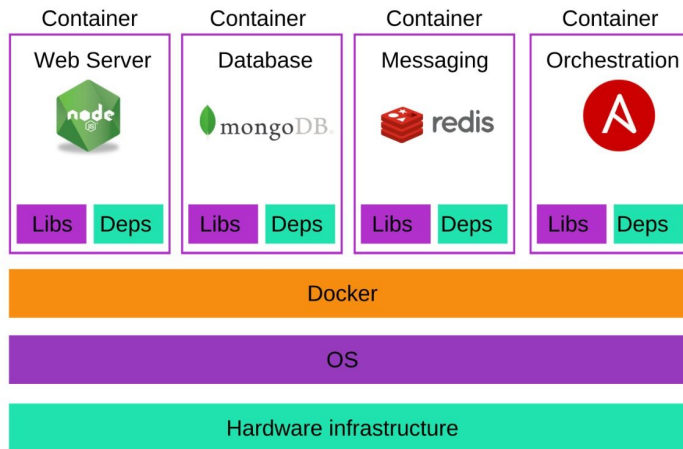 Container
Container
Container
Container
Web Server
Database
Messaging
Orchestration
node
JS
mongoDB
redis
A
Libs
Deps
Libs
Deps
Libs
Deps
Libs
Deps
Docker
OS
Hardware infrastructure